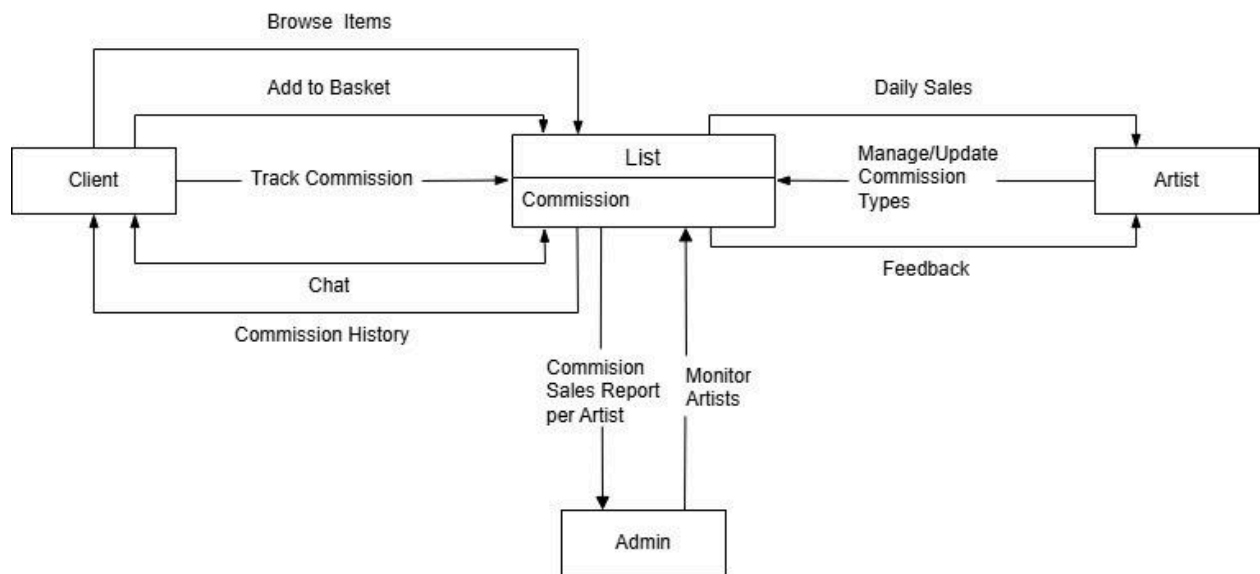 Browse Items
Add to Basket
Daily Sales
List
Client
Track Commission
Commission
Manage/Update
Commission
Types
Artist
Chat
Feedback
Commission History
Commision
Sales Report
per Artist
Monitor
Artists
Admin